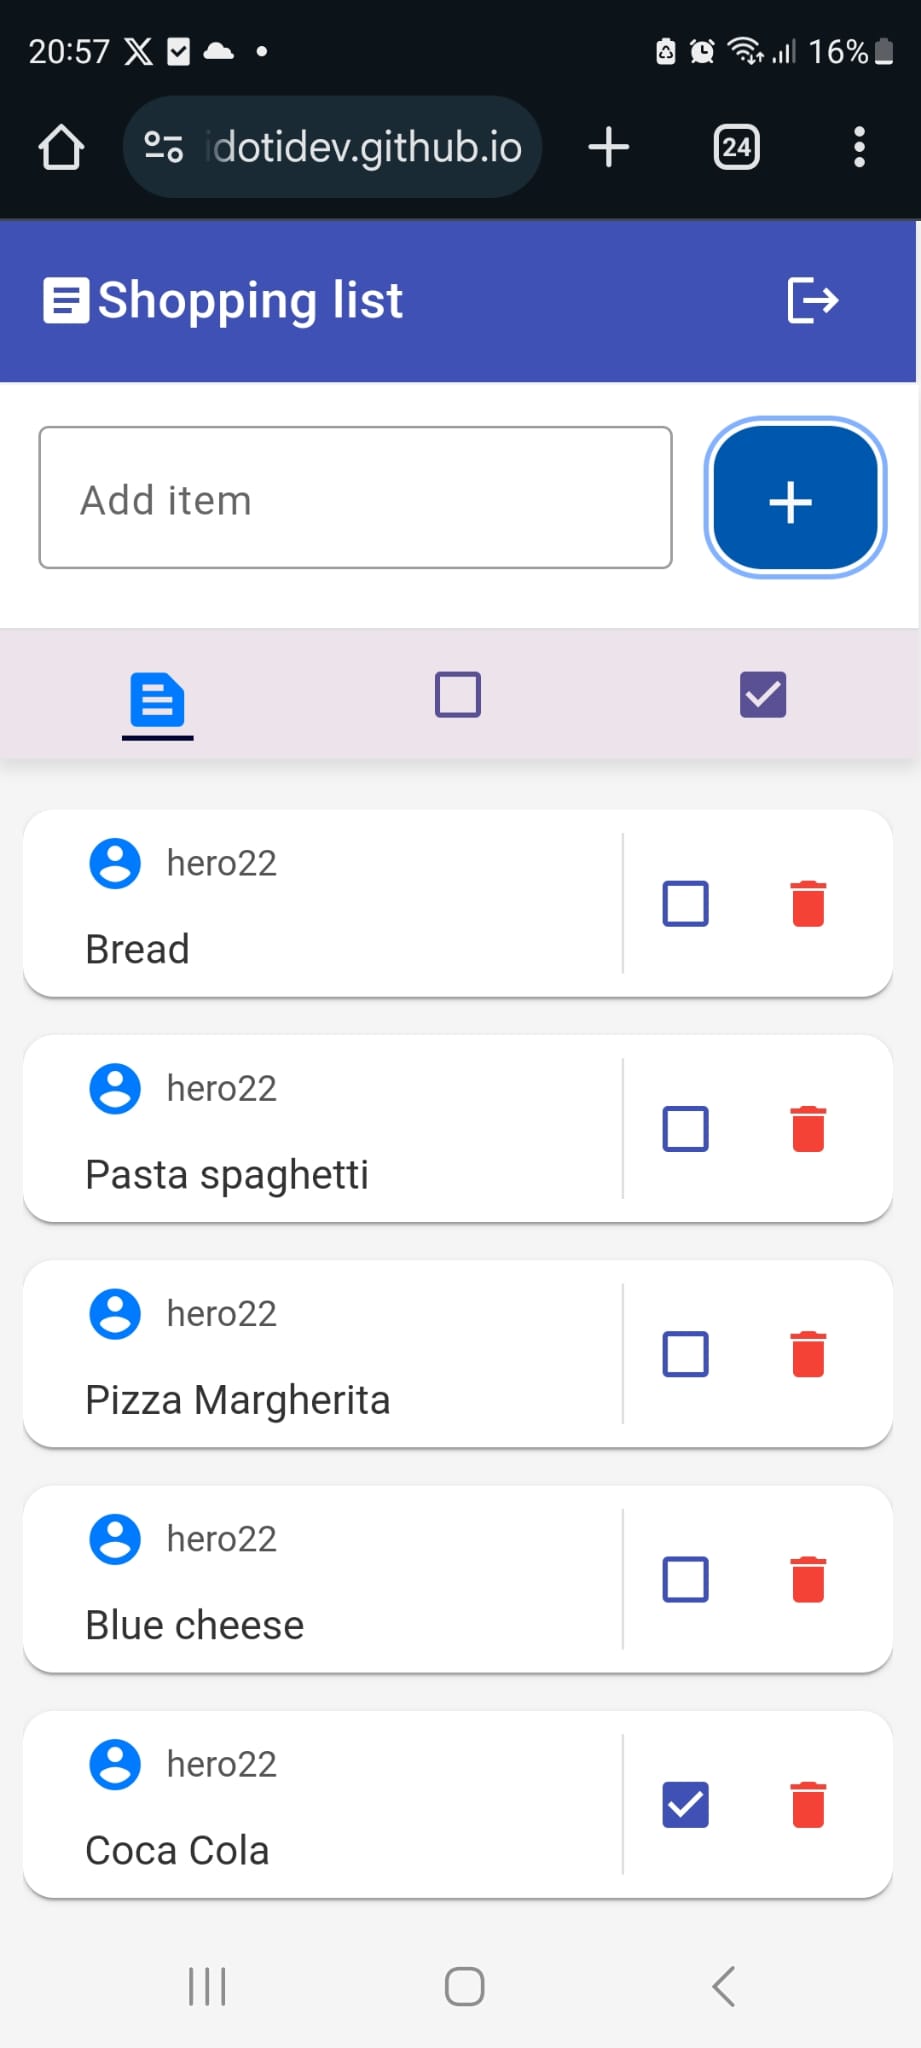 20:57
16%
idotidev.github.io
24
Shopping list
Add item
hero22
Bread
hero22
Pasta spaghetti
hero22
Pizza Margherita
hero22
Blue cheese
hero22
Coca Cola